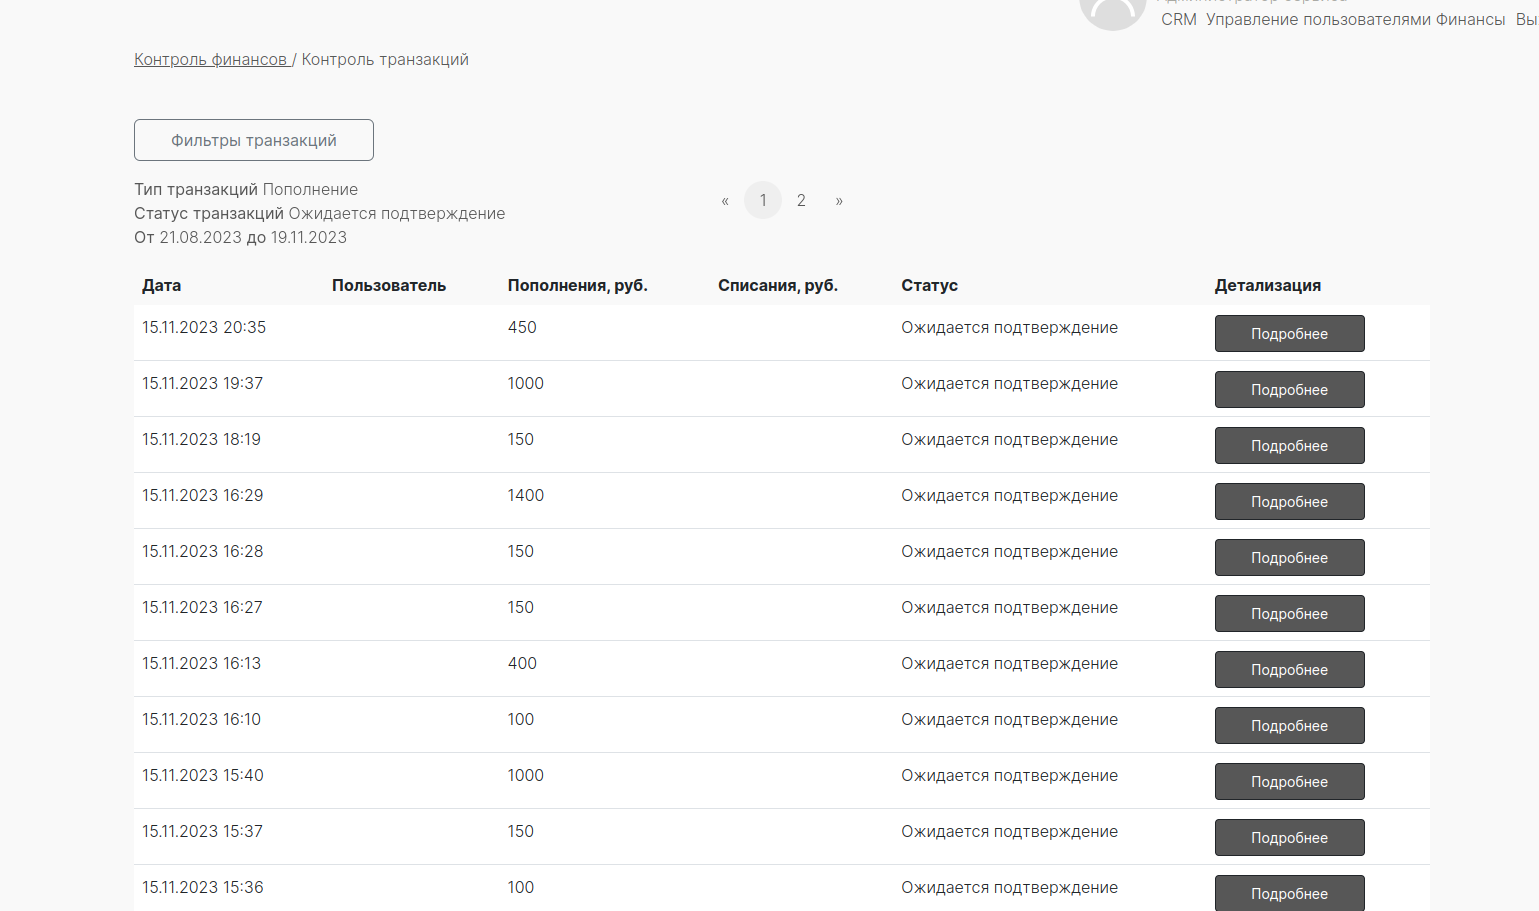 CRM Управление пользователями Финансы
Контроль финансов / Контроль транзакций
Фильтры транзакций
Тип транзакций Пополнение
Статус транзакций Ожидается подтверждение
От 21.08.2023 до 19.11.2023
« 1 2 »
Дата Пользователь Пополнения, руб. Списания, руб. Статус Детализация
15.11.2023 20:35 450 Ожидается подтверждение Подробнее
15.11.2023 19:37 1000 Ожидается подтверждение Подробнее
15.11.2023 18:19 150 Ожидается подтверждение Подробнее
15.11.2023 16:29 1400 Ожидается подтверждение Подробнее
15.11.2023 16:28 150 Ожидается подтверждение Подробнее
15.11.2023 16:27 150 Ожидается подтверждение Подробнее
15.11.2023 16:13 400 Ожидается подтверждение Подробнее
15.11.2023 16:10 100 Ожидается подтверждение Подробнее
15.11.2023 15:40 1000 Ожидается подтверждение Подробнее
15.11.2023 15:37 150 Ожидается подтверждение Подробнее
15.11.2023 15:36 100 Ожидается подтверждение Подробнее